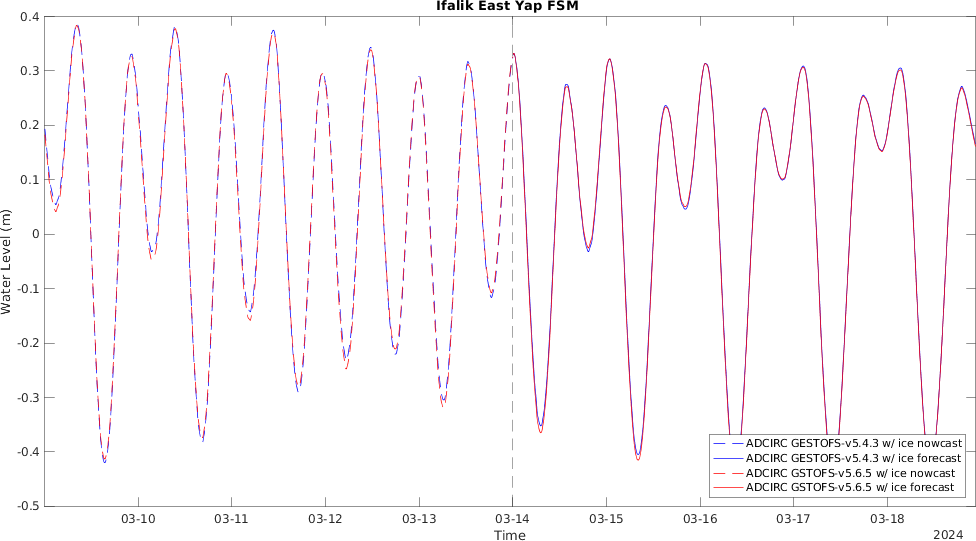 Ifalik East Yap FSM
0.4
0.3
0.2
0.1
0
-0.1
-0.2
-0.3
-0.4
-0.5
Water Level (m)
03-10 03-11 03-12 03-13 03-14 03-15 03-16 03-17 03-18
Time
2024
ADCIRC GESTOFS-v5.4.3 w/ ice nowcast
ADCIRC GESTOFS-v5.4.3 w/ ice forecast
ADCIRC GSTOFS-v5.6.5 w/ ice nowcast
ADCIRC GSTOFS-v5.6.5 w/ ice forecast